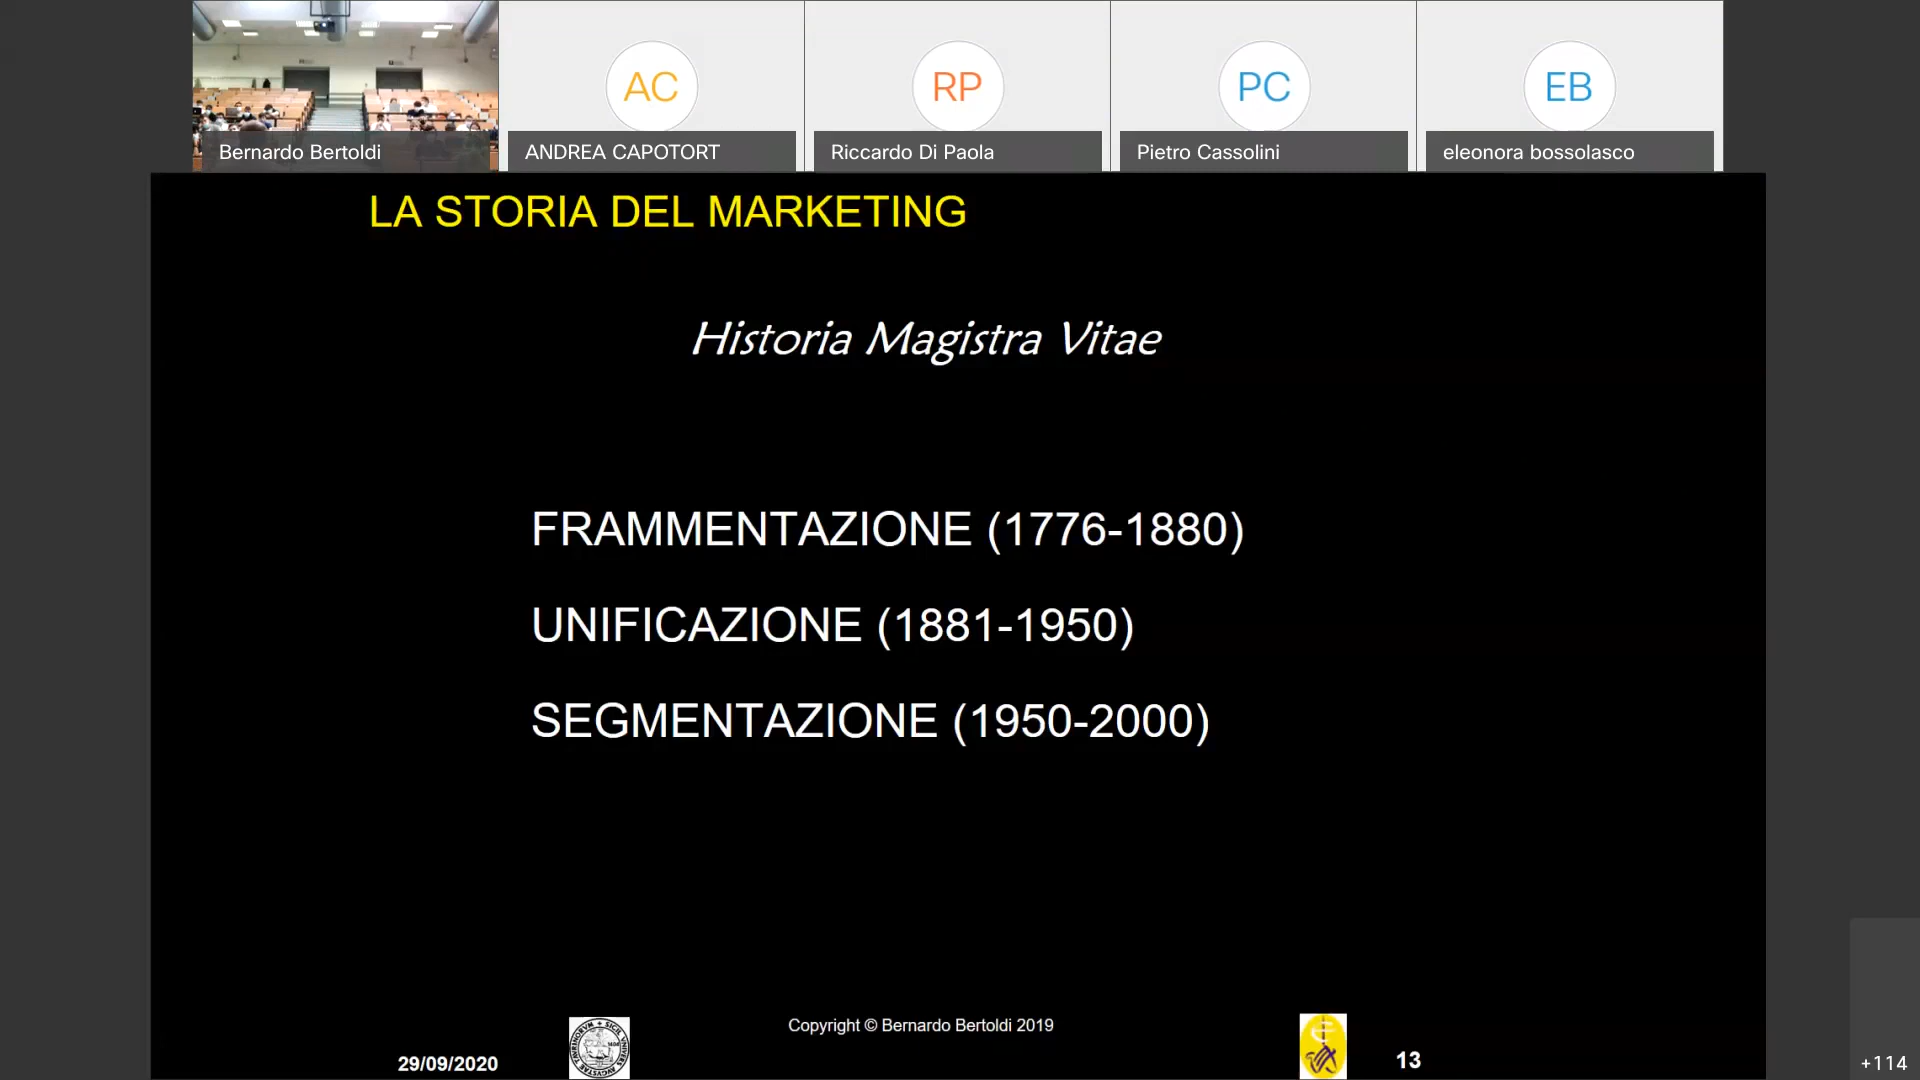 AC
RP
PC
EB
Bernardo Bertoldi
ANDREA CAPOTORT
Riccardo Di Paola
Pietro Cassolini
eleonora bossolasco
LA STORIA DEL MARKETING
Historia Magistra Vitae
FRAMMENTAZIONE (1776-1880)
UNIFICAZIONE (1881-1950)
SEGMENTAZIONE (1950-2000)
Copyright © Bernardo Bertoldi 2019
29/09/2020
13
+114